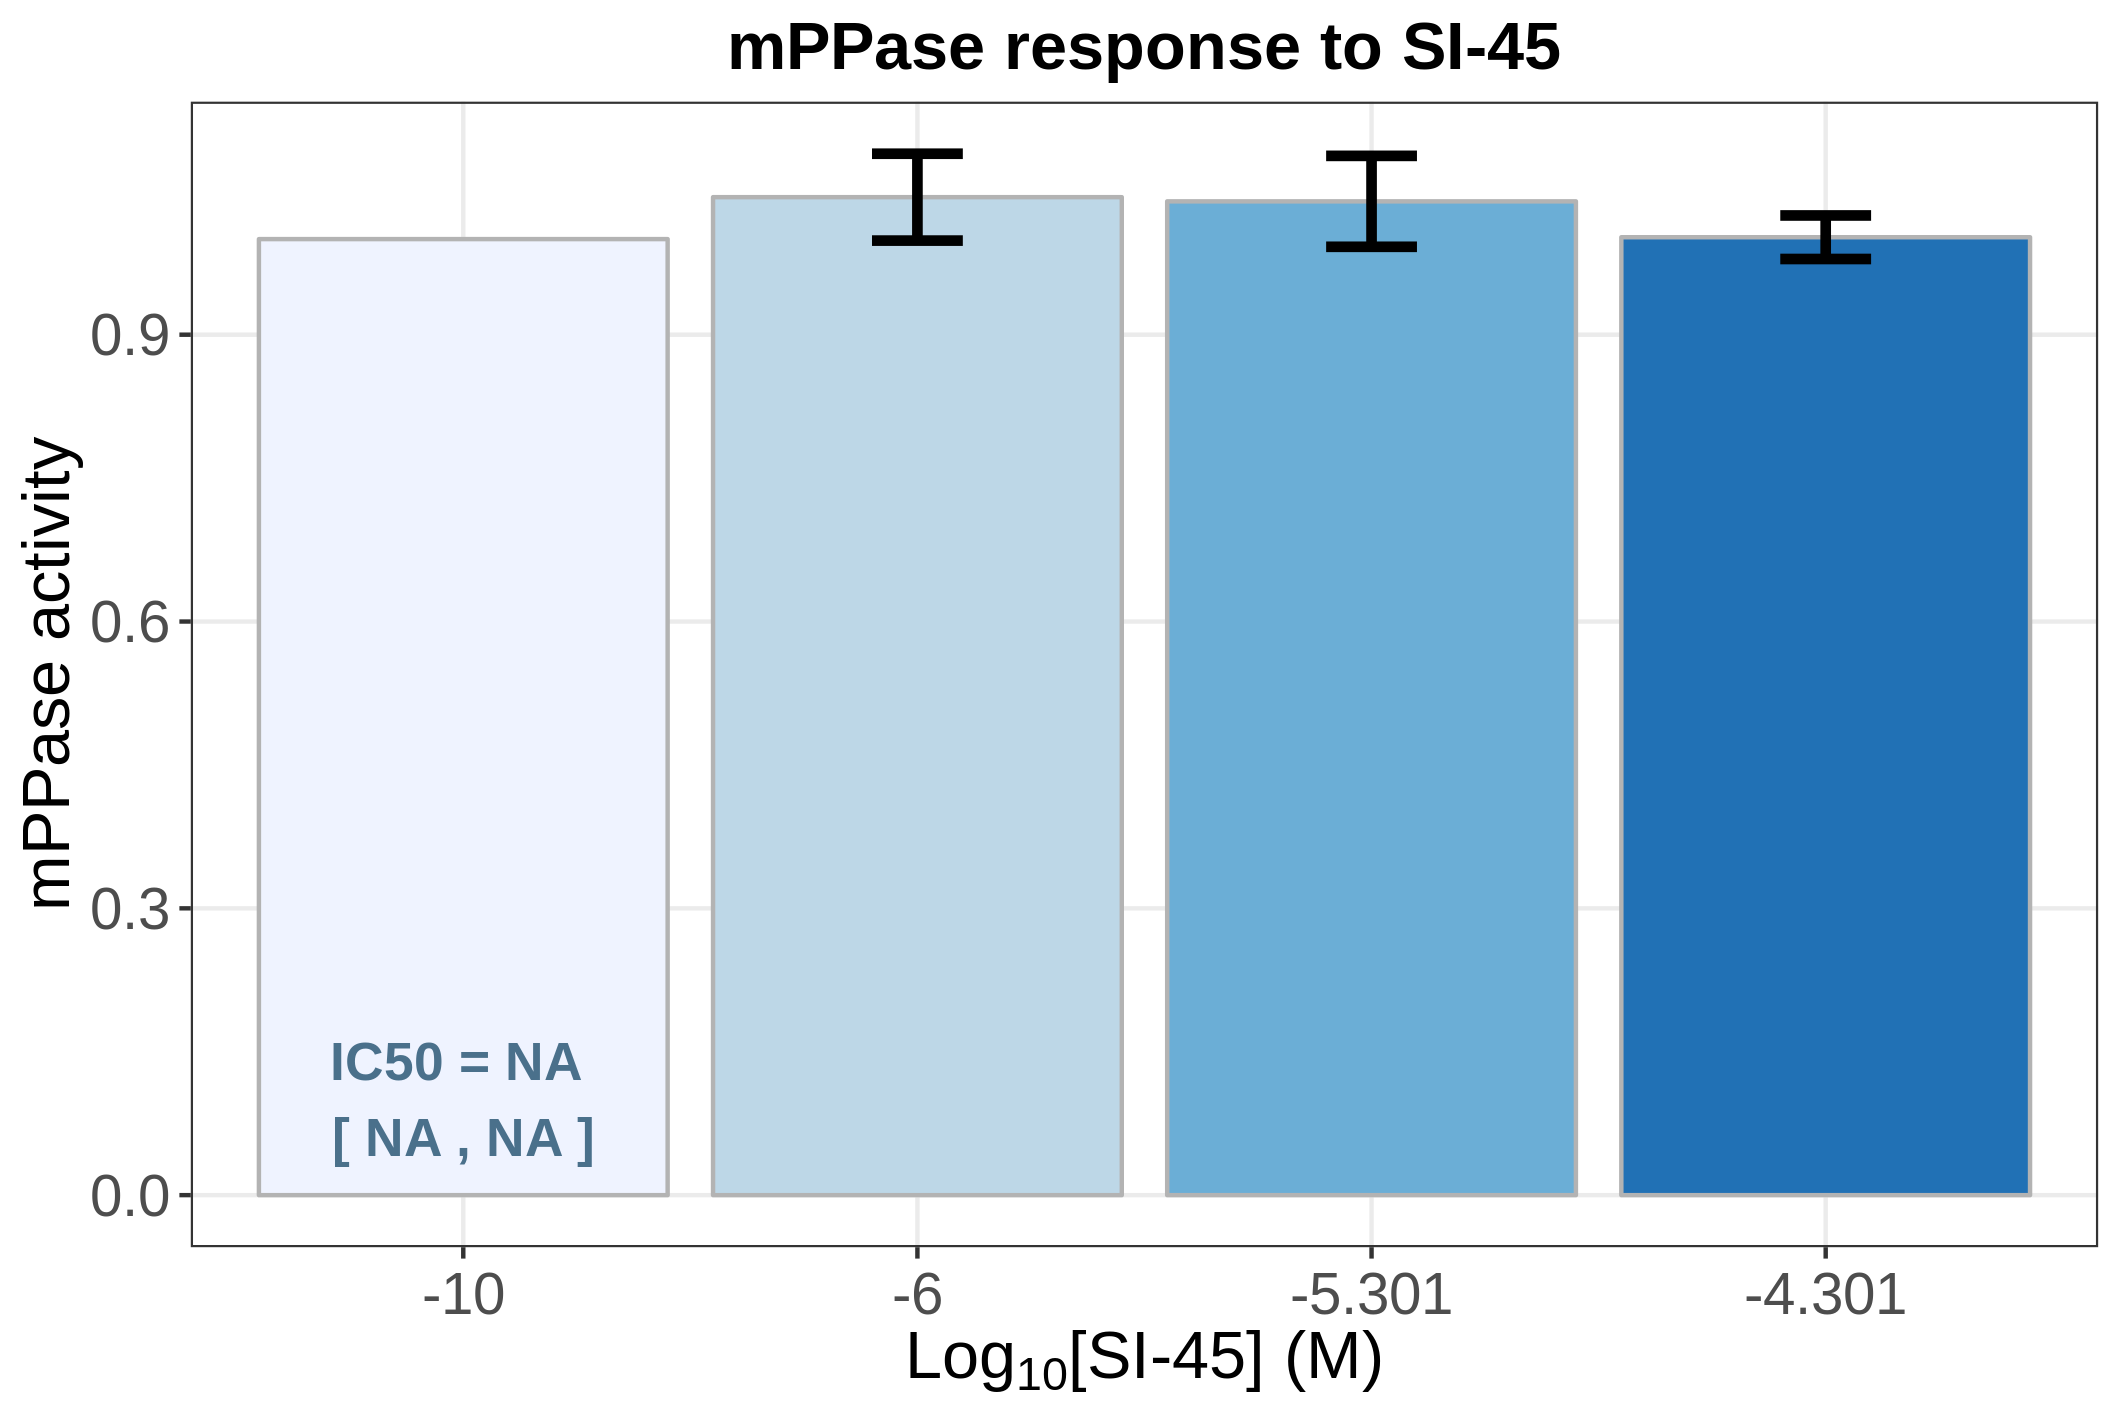 mPPase response to SI-45
mPPase activity
0.9
0.6
0.3
0.0
IC50 = NA
[ NA , NA ]
-10
-6
-5.301
-4.301
Log₁₀[SI-45] (M)